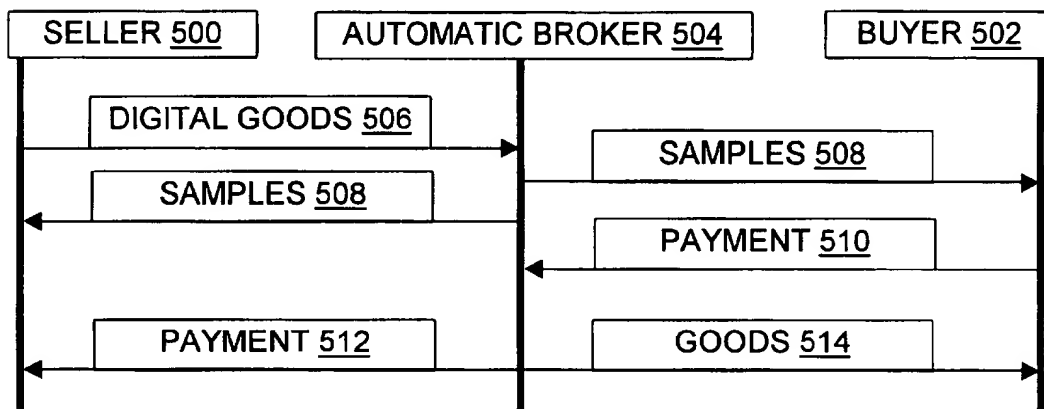 SELLER 500
AUTOMATIC BROKER 504
BUYER 502
DIGITAL GOODS 506
SAMPLES 508
SAMPLES 508
PAYMENT 510
PAYMENT 512
GOODS 514